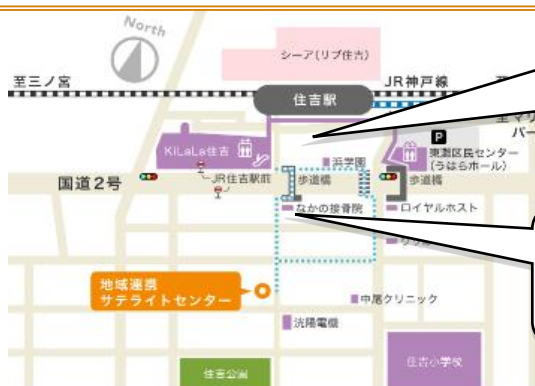 North
シーア(リブ住吉)
至三ノ宮
JR神戸線
住吉駅
P
KiLaLa住吉
浜学園
東灘区民センター
(うはらホール)
JR住吉駅前
歩道橋
歩道橋
国道2号
なかの接骨院
ロイヤルホスト
地域連携
サテライトセンター
中尾クリニック
沈陽電機
住吉公園
住吉小学校